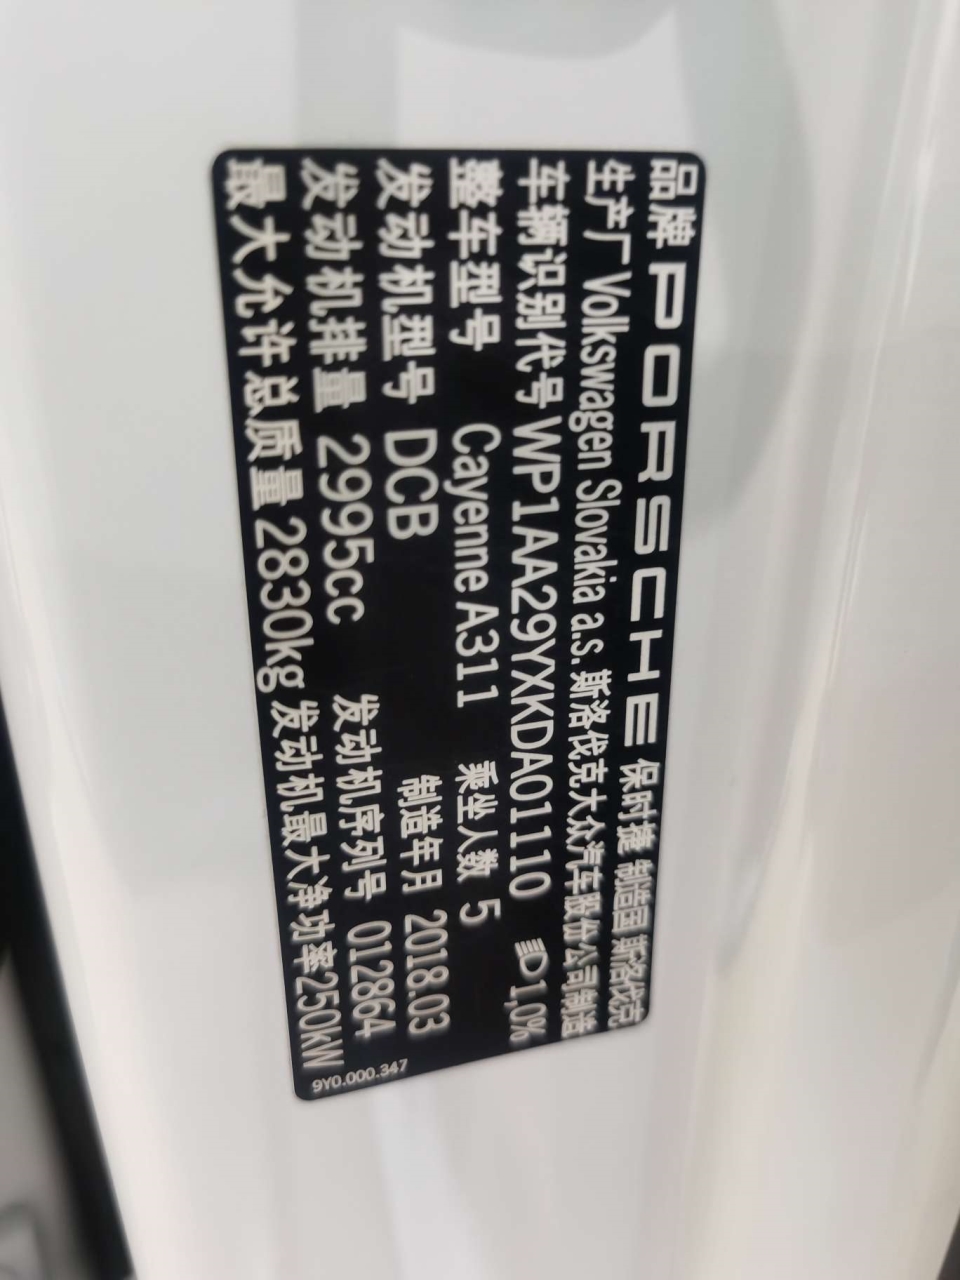 品牌 PORSCHE 保时捷 制造国 斯洛伐克
生产厂 Volkswagen Slovakia a.s. 斯洛伐克大众汽车股份公司制造
车辆识别代号 WP1AA29YXKDA01110 1,0%
整车型号 Cayenne A311 乘坐人数 5
发动机型号 DCB 制造年月 2018.03
发动机排量 2995cc 发动机序列号 012864
最大允许总质量 2830kg 发动机最大净功率 250kW
9Y0.000.347